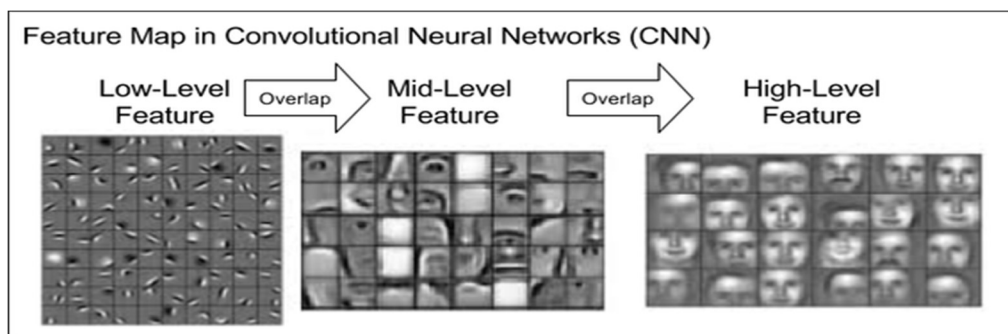 Feature Map in Convolutional Neural Networks (CNN)
Low-Level
Feature
Overlap
Mid-Level
Feature
Overlap
High-Level
Feature